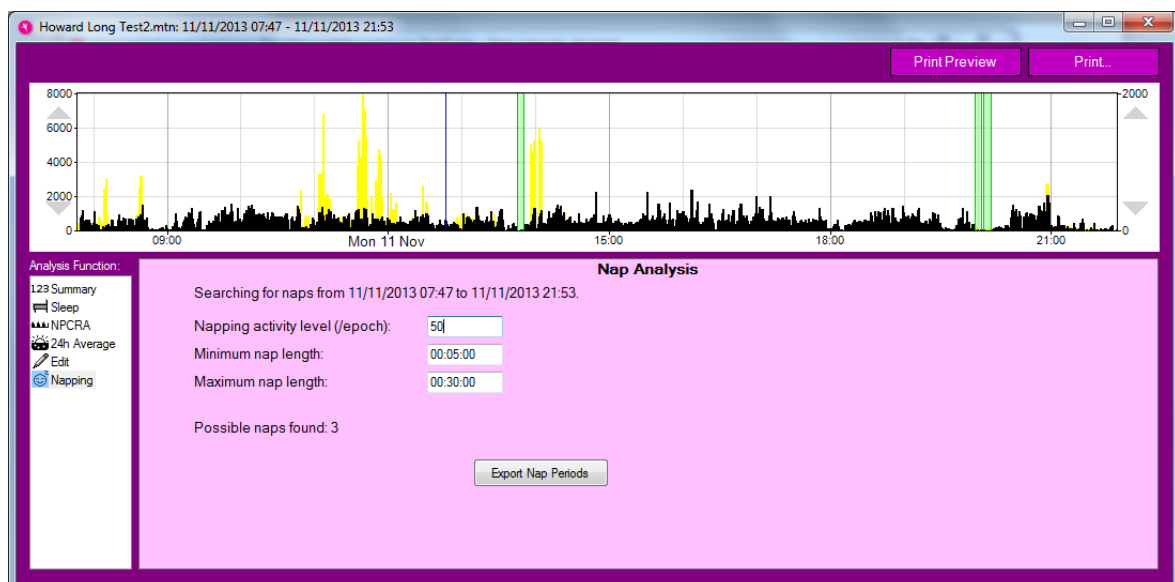 Howard Long Test2.mtn: 11/11/2013 07:47 - 11/11/2013 21:53
Print Preview Print...
8000 2000
6000
4000
2000
0 0
09:00 Mon 11 Nov 15:00 18:00 21:00
Analysis Function:
123 Summary
Sleep
NPCRA
24h Average
Edit
Napping
Nap Analysis
Searching for naps from 11/11/2013 07:47 to 11/11/2013 21:53.
Napping activity level (/epoch): 50
Minimum nap length: 00:05:00
Maximum nap length: 00:30:00
Possible naps found: 3
Export Nap Periods